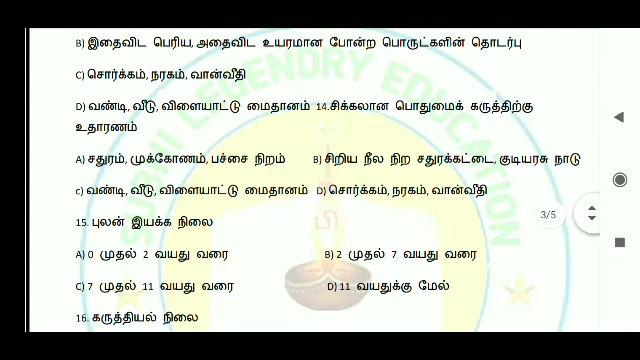 B) இதைவிட பெரிய, அதைவிட உயரமான போன்ற பொருட்களின் தொடர்பு
C) சொர்க்கம், நரகம், வான்வீதி
D) வண்டி, வீடு, விளையாட்டு மைதானம் 14.சிக்கலான பொதுமைக் கருத்திற்கு
உதாரணம்
A) சதுரம், முக்கோணம், பச்சை நிறம் B) சிறிய நீல நிற சதுரக்கட்டை, குடியரசு நாடு
c) வண்டி, வீடு, விளையாட்டு மைதானம் D) சொர்க்கம், நரகம், வான்வீதி
15. புலன் இயக்க நிலை
3/5
A) 0 முதல் 2 வயது வரை B) 2 முதல் 7 வயது வரை
C) 7 முதல் 11 வயது வரை D) 11 வயதுக்கு மேல்
16. கருத்தியல் நிலை